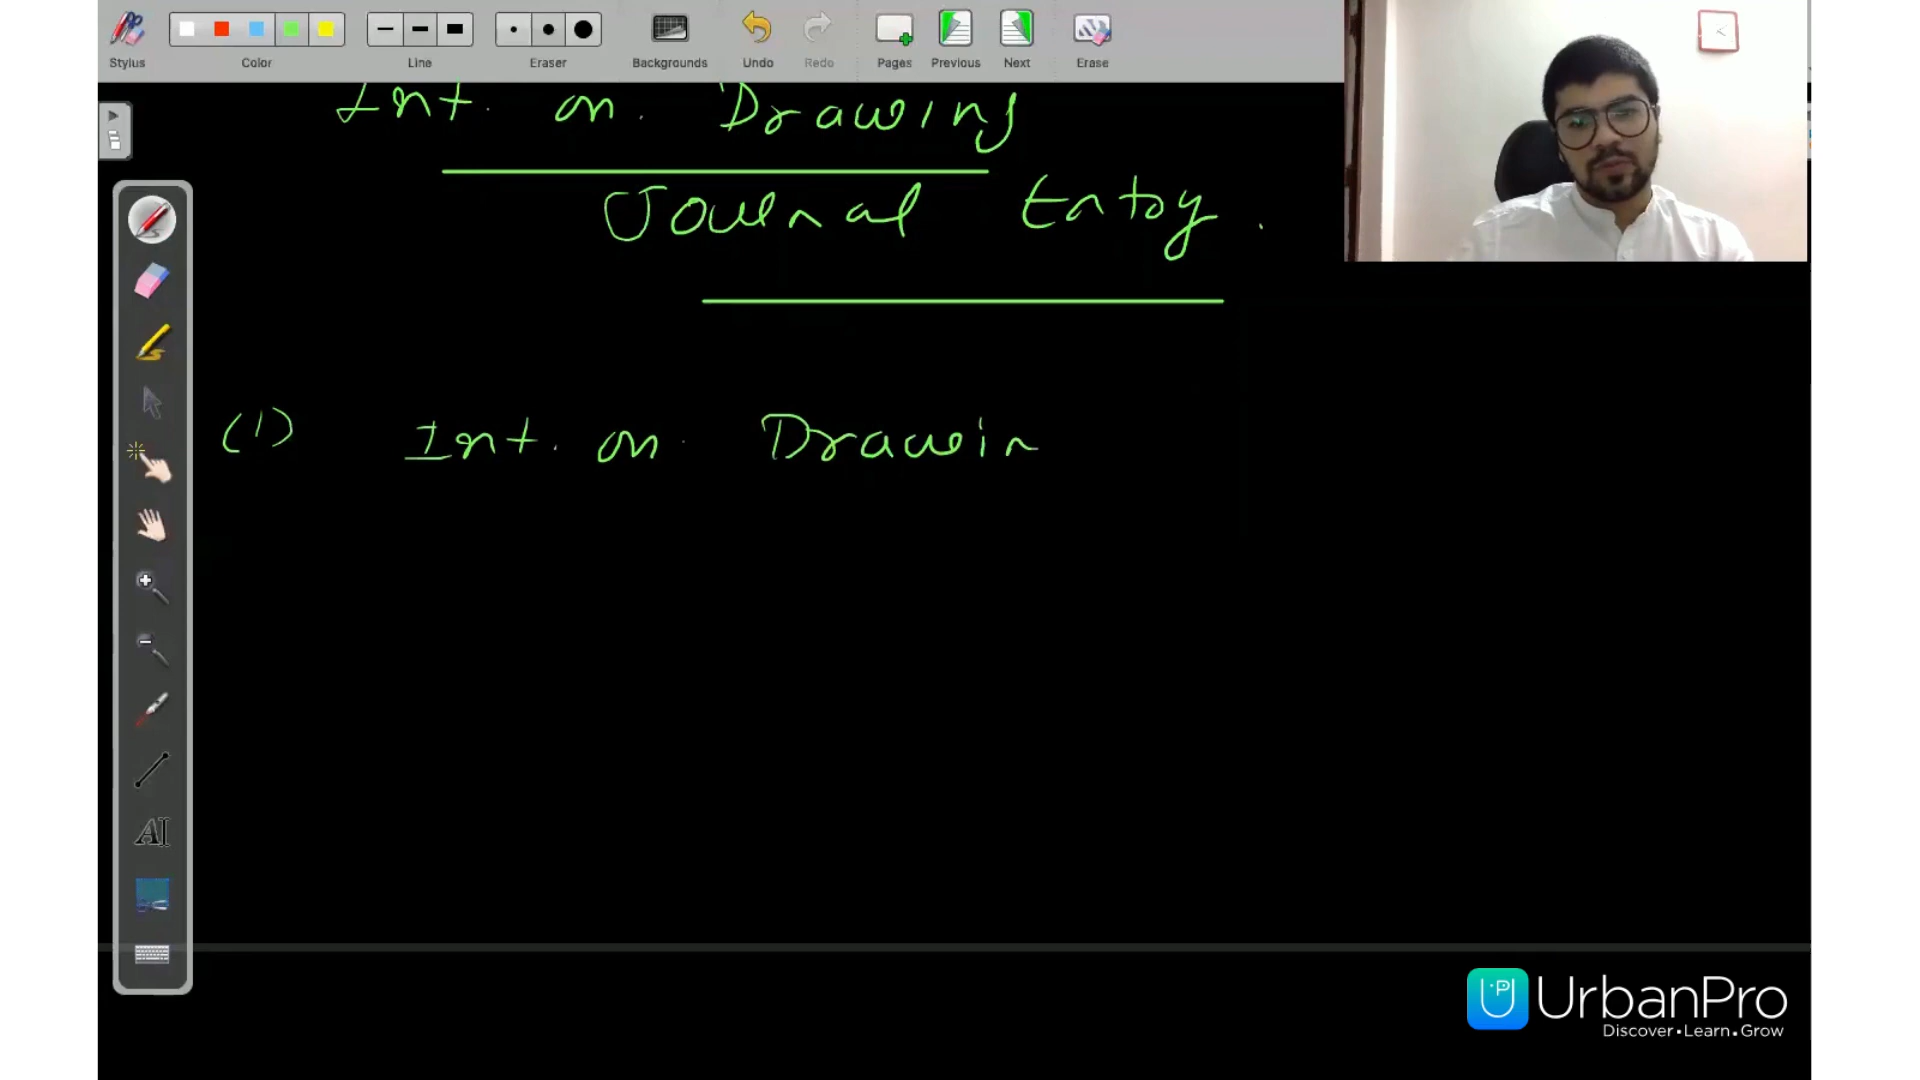 Stylus Color Line Eraser Backgrounds Undo Redo Pages Previous Next Erase
Int. on. Drawing
Journal Entry.
(1) Int. on. Drawin
AI
UrbanPro
Discover•Learn•Grow